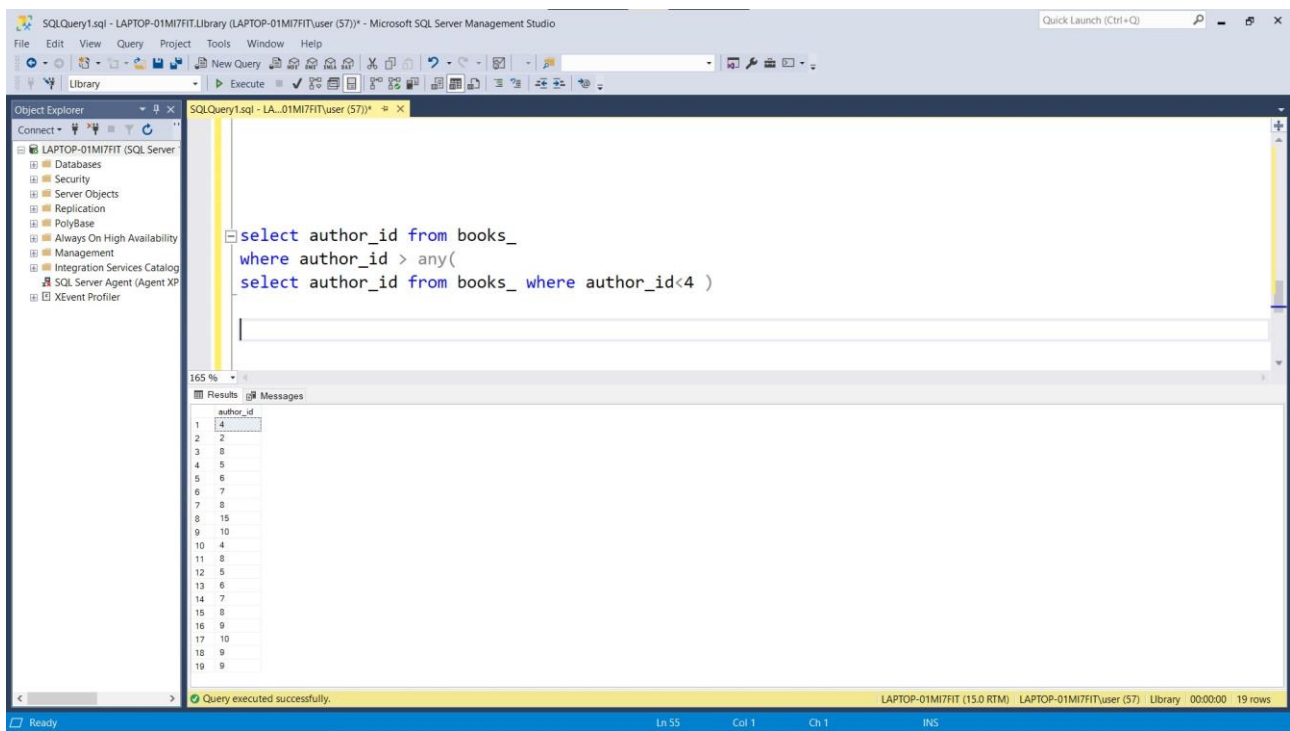 SQLQuery1.sql - LAPTOP-01MI7FIT.LIbrary (LAPTOP-01MI7FIT\user (57))* - Microsoft SQL Server Management Studio
Quick Launch (Ctrl+Q)
File Edit View Query Project Tools Window Help
New Query
LIbrary
Execute
Object Explorer
SQLQuery1.sql - LA...01MI7FIT\user (57))*
Connect
LAPTOP-01MI7FIT (SQL Server
Databases
Security
Server Objects
Replication
PolyBase
Always On High Availability
Management
Integration Services Catalog
SQL Server Agent (Agent XP
XEvent Profiler
select author_id from books_
where author_id > any(
select author_id from books_ where author_id<4 )
165 %
Results Messages
author_id
1 4
2 2
3 8
4 5
5 6
6 7
7 8
8 15
9 10
10 4
11 8
12 5
13 6
14 7
15 8
16 9
17 10
18 9
19 9
Query executed successfully.
LAPTOP-01MI7FIT (15.0 RTM) LAPTOP-01MI7FIT\user (57) LIbrary 00:00:00 19 rows
Ready Ln 55 Col 1 Ch 1 INS